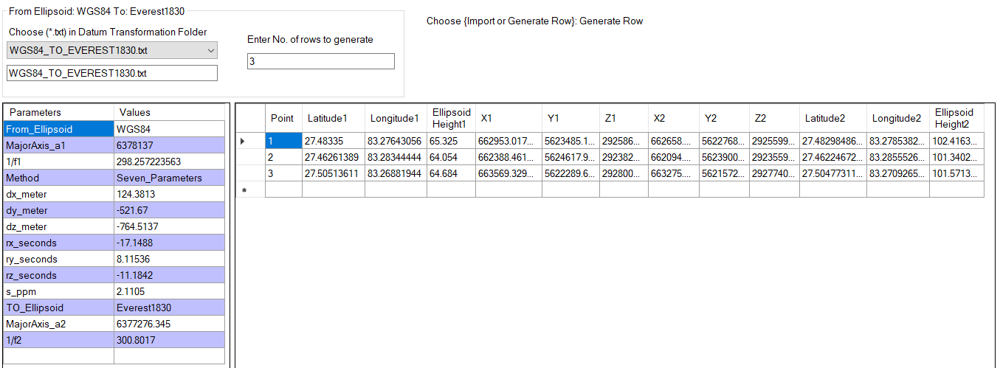 From Ellipsoid: WGS84 To: Everest1830
Choose {Import or Generate Row}: Generate Row
Choose (*.txt) in Datum Transformation Folder
Enter No. of rows to generate
WGS84_TO_EVEREST1830.txt
3
WGS84_TO_EVEREST1830.txt
Parameters Values
From_Ellipsoid WGS84
MajorAxis_a1 6378137
1/f1 298.257223563
Method Seven_Parameters
dx_meter 124.3813
dy_meter -521.67
dz_meter -764.5137
rx_seconds -17.1488
ry_seconds 8.11536
rz_seconds -11.1842
s_ppm 2.1105
TO_Ellipsoid Everest1830
MajorAxis_a2 6377276.345
1/f2 300.8017
Point Latitude1 Longitude1 Ellipsoid Height1 X1 Y1 Z1 X2 Y2 Z2 Latitude2 Longitude2 Ellipsoid Height2
1 27.48335 83.27643056 65.325 662953.017... 5623485.1... 292586... 662658.... 5622768... 2925599... 27.48298486... 83.2785382... 102.4163...
2 27.46261389 83.28344444 64.054 662388.461... 5624617.9... 292382... 662094.... 5623900... 2923559... 27.46224672... 83.2855526... 101.3402...
3 27.50513611 83.26881944 64.684 663569.329... 5622289.6... 292800... 663275.... 5621572... 2927740... 27.50477311... 83.2709265... 101.5713...